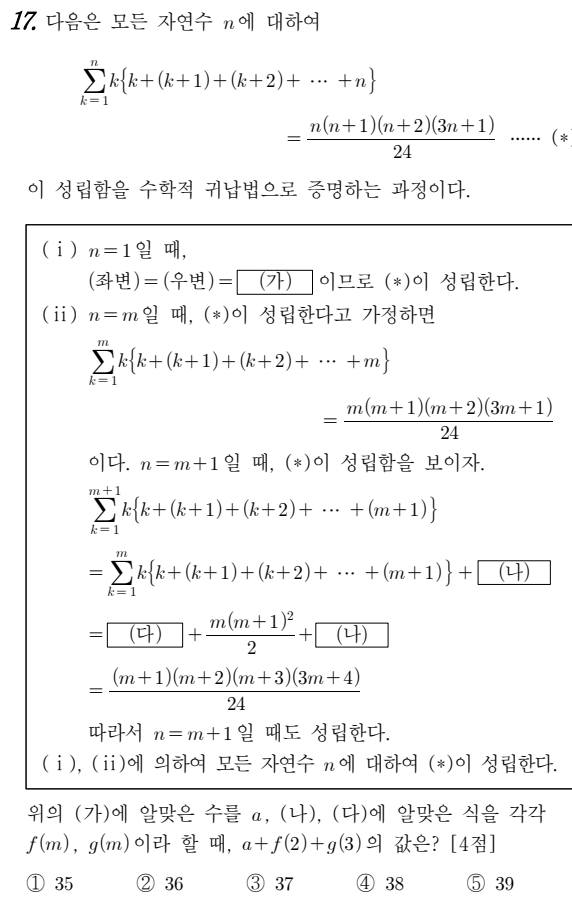 17. 다음은 모든 자연수 n에 대하여
∑_{k=1}^{n} k{k+(k+1)+(k+2)+ ⋯ +n}
= n(n+1)(n+2)(3n+1)/24 ⋯⋯ (*)
이 성립함을 수학적 귀납법으로 증명하는 과정이다.
(ⅰ) n=1일 때,
(좌변)=(우변)= (가) 이므로 (*)이 성립한다.
(ⅱ) n=m일 때, (*)이 성립한다고 가정하면
∑_{k=1}^{m} k{k+(k+1)+(k+2)+ ⋯ +m}
= m(m+1)(m+2)(3m+1)/24
이다. n=m+1일 때, (*)이 성립함을 보이자.
∑_{k=1}^{m+1} k{k+(k+1)+(k+2)+ ⋯ +(m+1)}
= ∑_{k=1}^{m} k{k+(k+1)+(k+2)+ ⋯ +(m+1)} + (나)
= (다) + m(m+1)²/2 + (나)
= (m+1)(m+2)(m+3)(3m+4)/24
따라서 n=m+1일 때도 성립한다.
(ⅰ), (ⅱ)에 의하여 모든 자연수 n에 대하여 (*)이 성립한다.
위의 (가)에 알맞은 수를 a, (나), (다)에 알맞은 식을 각각
f(m), g(m)이라 할 때, a+f(2)+g(3)의 값은? [4점]
① 35 ② 36 ③ 37 ④ 38 ⑤ 39